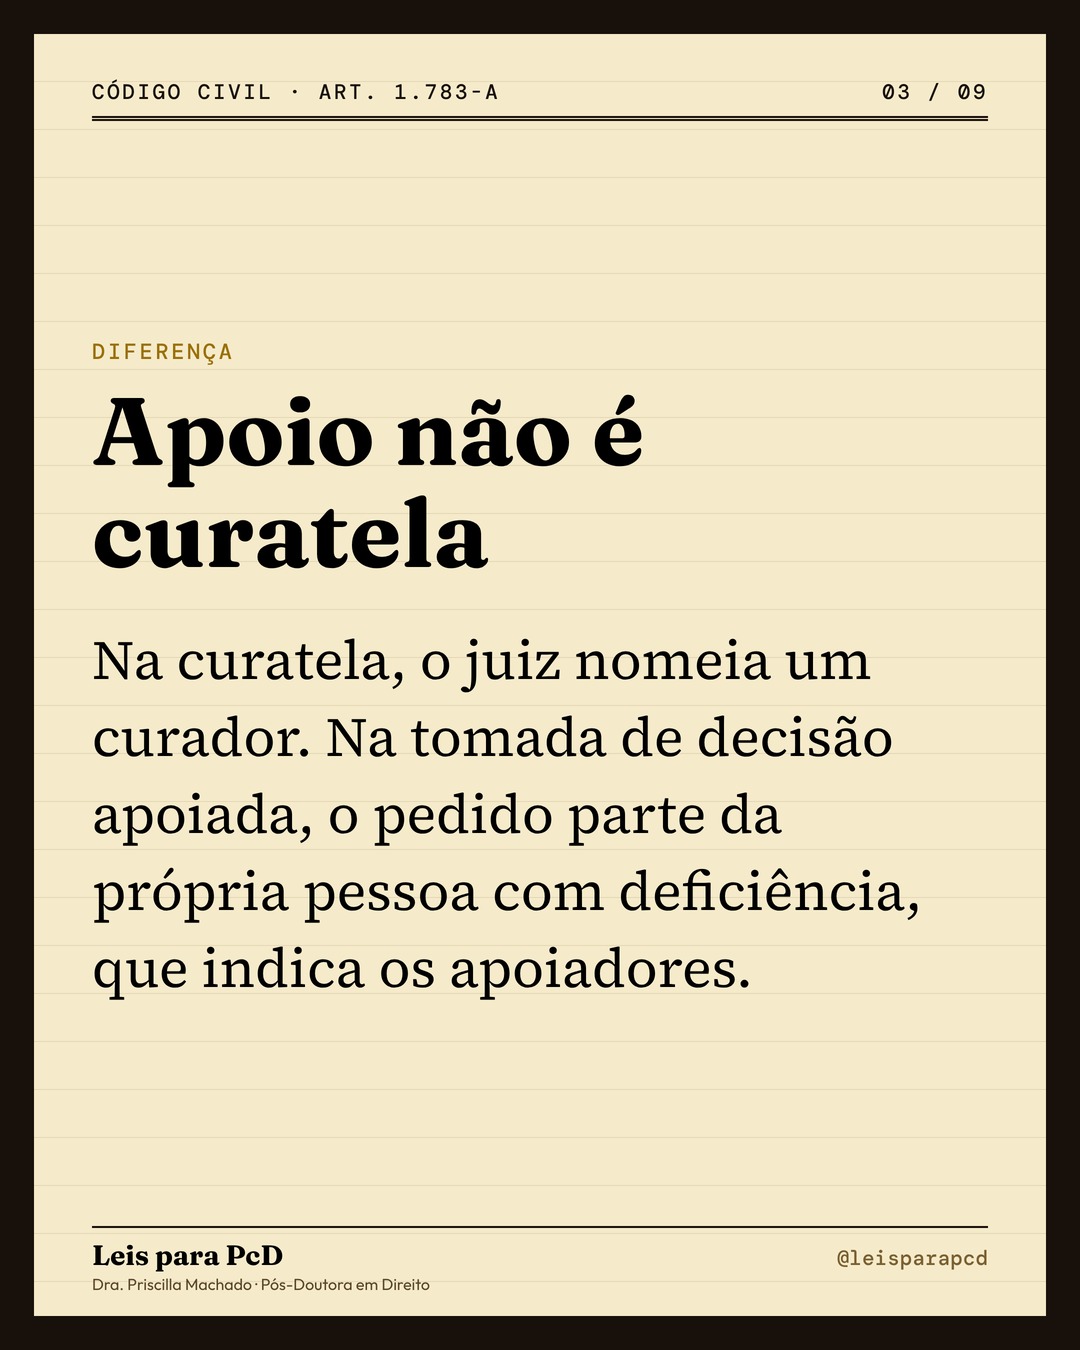 CÓDIGO CIVIL · ART. 1.783-A
03 / 09
DIFERENÇA
Apoio não é
curatela
Na curatela, o juiz nomeia um
curador. Na tomada de decisão
apoiada, o pedido parte da
própria pessoa com deficiência,
que indica os apoiadores.
Leis para PcD
@leisparapcd
Dra. Priscilla Machado · Pós-Doutora em Direito